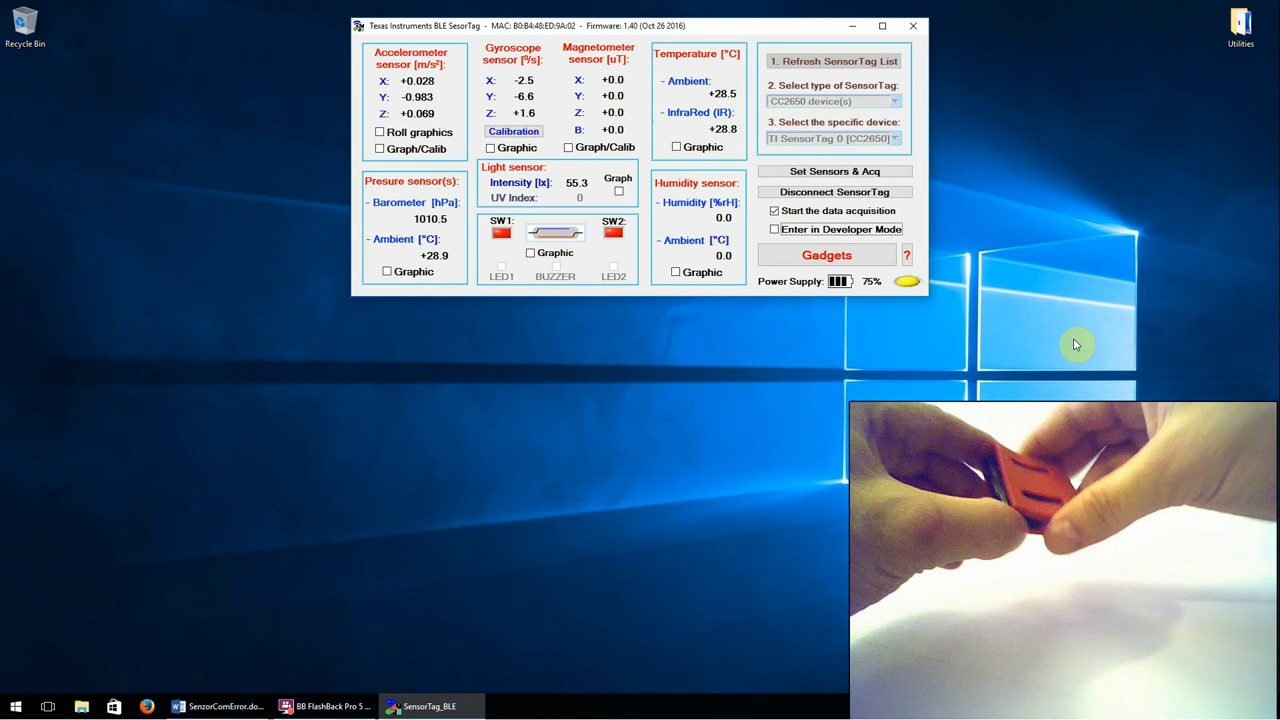 Recycle Bin
Utilities
Texas Instruments BLE SesorTag - MAC: B0:B4:48:ED:9A:02 - Firmware: 1.40 (Oct 26 2016)
Accelerometer
sensor [m/s²]
X: +0.028
Y: -0.983
Z: +0.069
Roll graphics
Graph/Calib
Gyroscope
sensor [º/s]:
X: -2.5
Y: -6.6
Z: +1.6
Calibration
Graphic
Magnetometer
sensor [uT]:
X: +0.0
Y: +0.0
Z: +0.0
B: +0.0
Graph/Calib
Temperature [°C]
- Ambient:
+28.5
- InfraRed (IR):
+28.8
Graphic
1. Refresh SensorTag List
2. Select type of SensorTag:
CC2650 device(s)
3. Select the specific device:
TI SensorTag 0 [CC2650]
Presure sensor(s):
- Barometer [hPa]
1010.5
- Ambient [°C]:
+28.9
Graphic
Light sensor:
Intensity [lx]: 55.3
UV Index: 0
Graph
SW1:
SW2:
Graphic
LED1
BUZZER
LED2
Humidity sensor:
- Humidity [%rH]
0.0
- Ambient [°C]
0.0
Graphic
Set Sensors & Acq
Disconnect SensorTag
Start the data acquisition
Enter in Developer Mode
Gadgets
?
Power Supply: 75%
SenzorComError.do...
BB FlashBack Pro 5 ...
SensorTag_BLE